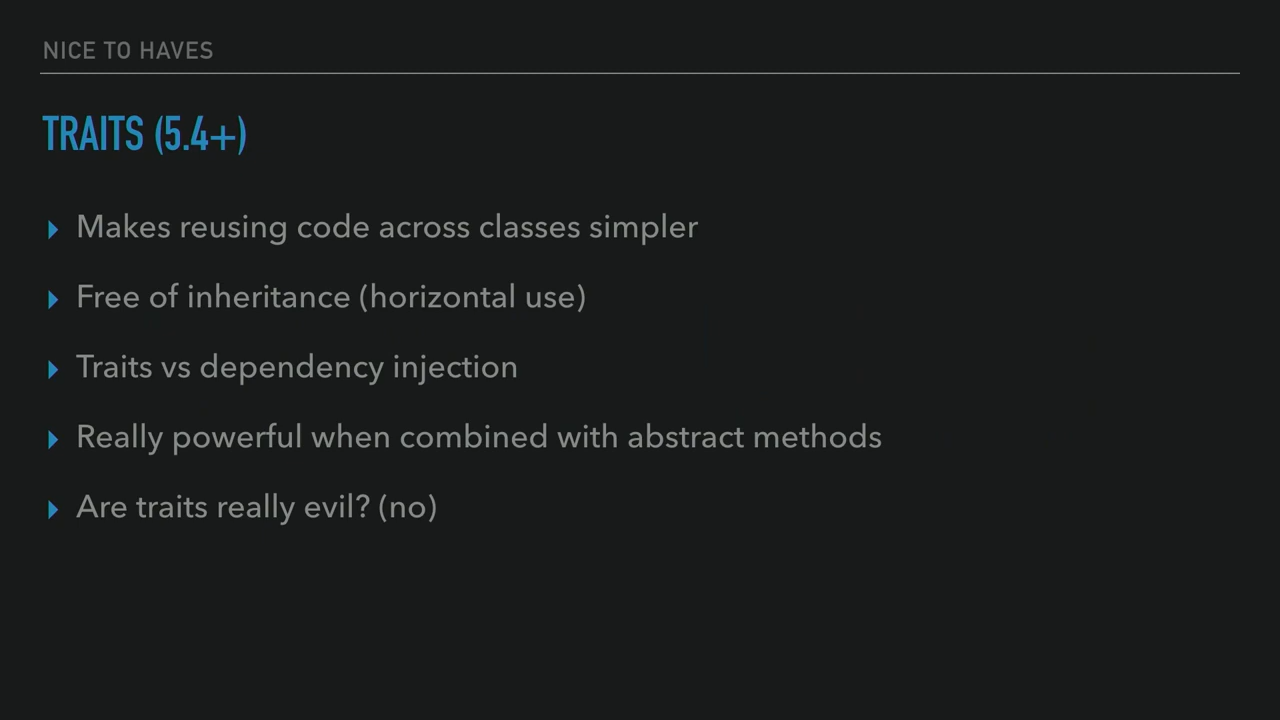 NICE TO HAVES
TRAITS (5.4+)
Makes reusing code across classes simpler
Free of inheritance (horizontal use)
Traits vs dependency injection
Really powerful when combined with abstract methods
Are traits really evil? (no)